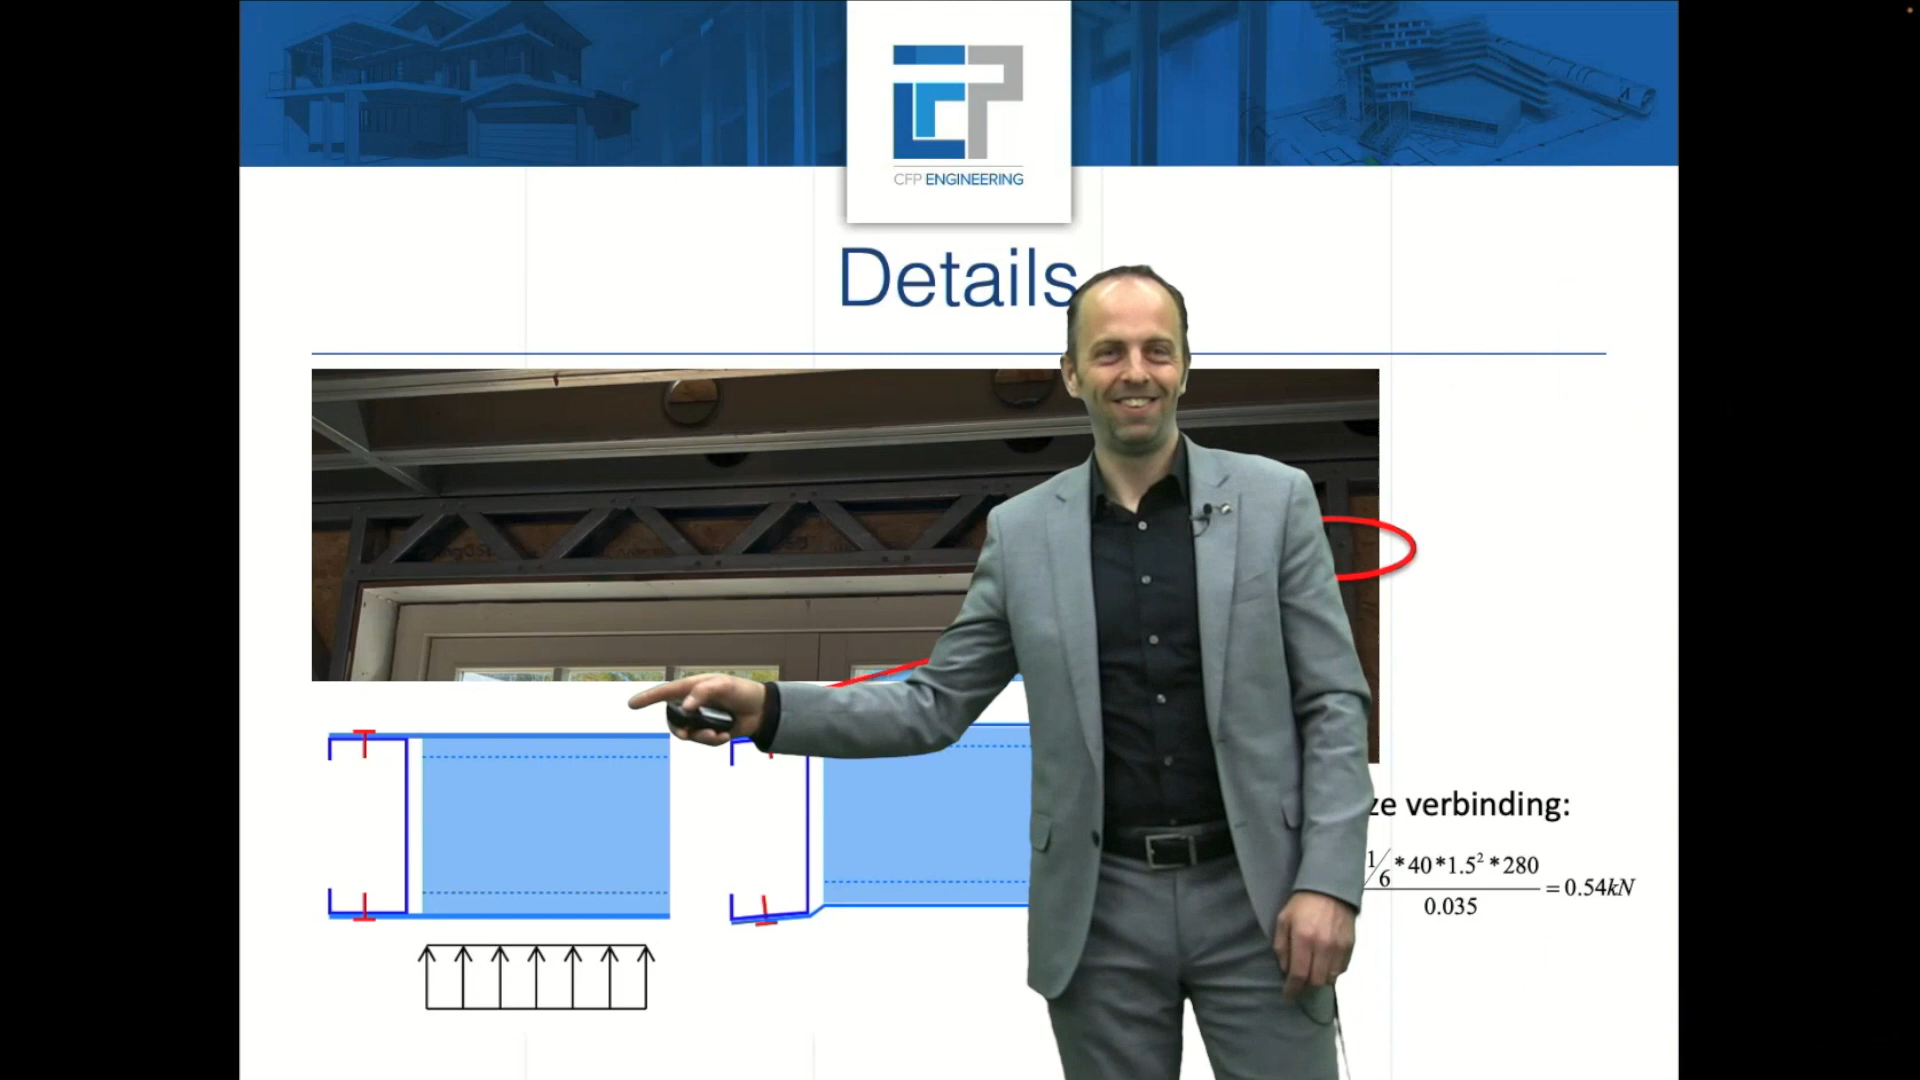 CFP ENGINEERING
Details
ze verbinding:
1/6 *40*1.5² *280
0.035
= 0.54kN